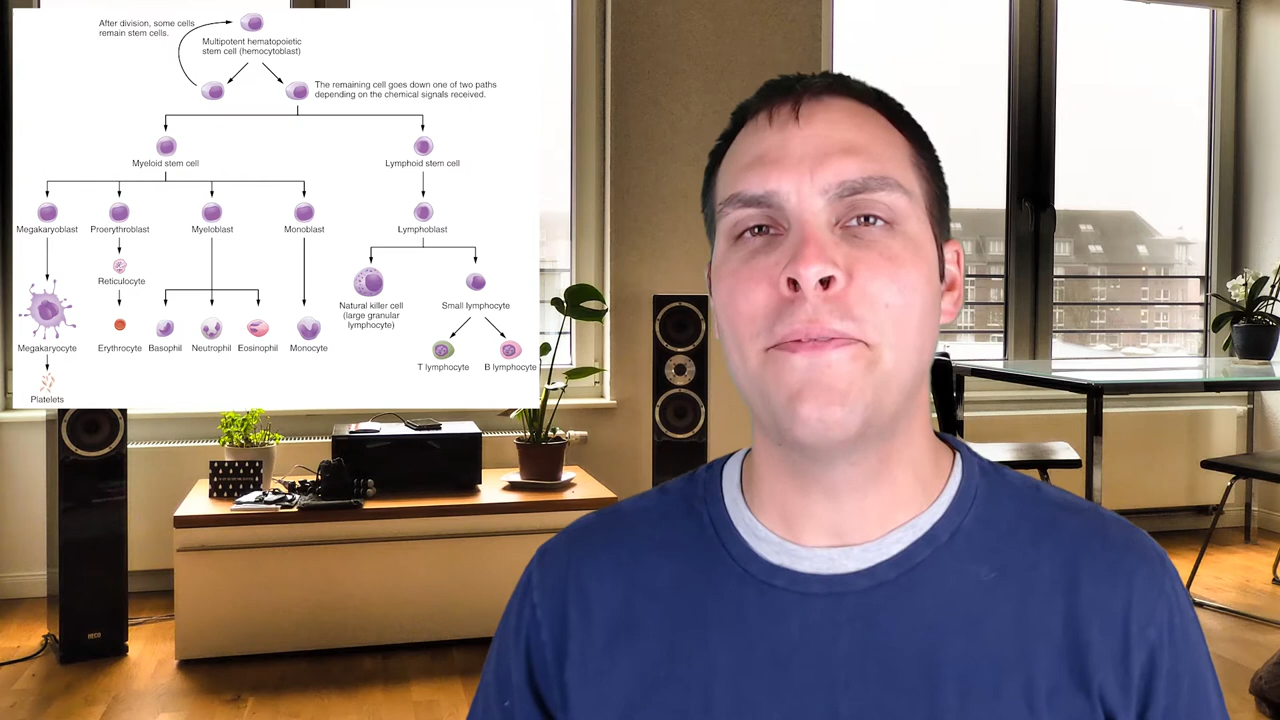 After division, some cells
remain stem cells.
Multipotent hematopoietic
stem cell (hemocytoblast)
The remaining cell goes down one of two paths
depending on the chemical signals received.
Myeloid stem cell
Lymphoid stem cell
Megakaryoblast
Proerythroblast
Myeloblast
Monoblast
Lymphoblast
Reticulocyte
Natural killer cell
(large granular
lymphocyte)
Small lymphocyte
Megakaryocyte
Erythrocyte
Basophil
Neutrophil
Eosinophil
Monocyte
T lymphocyte
B lymphocyte
Platelets